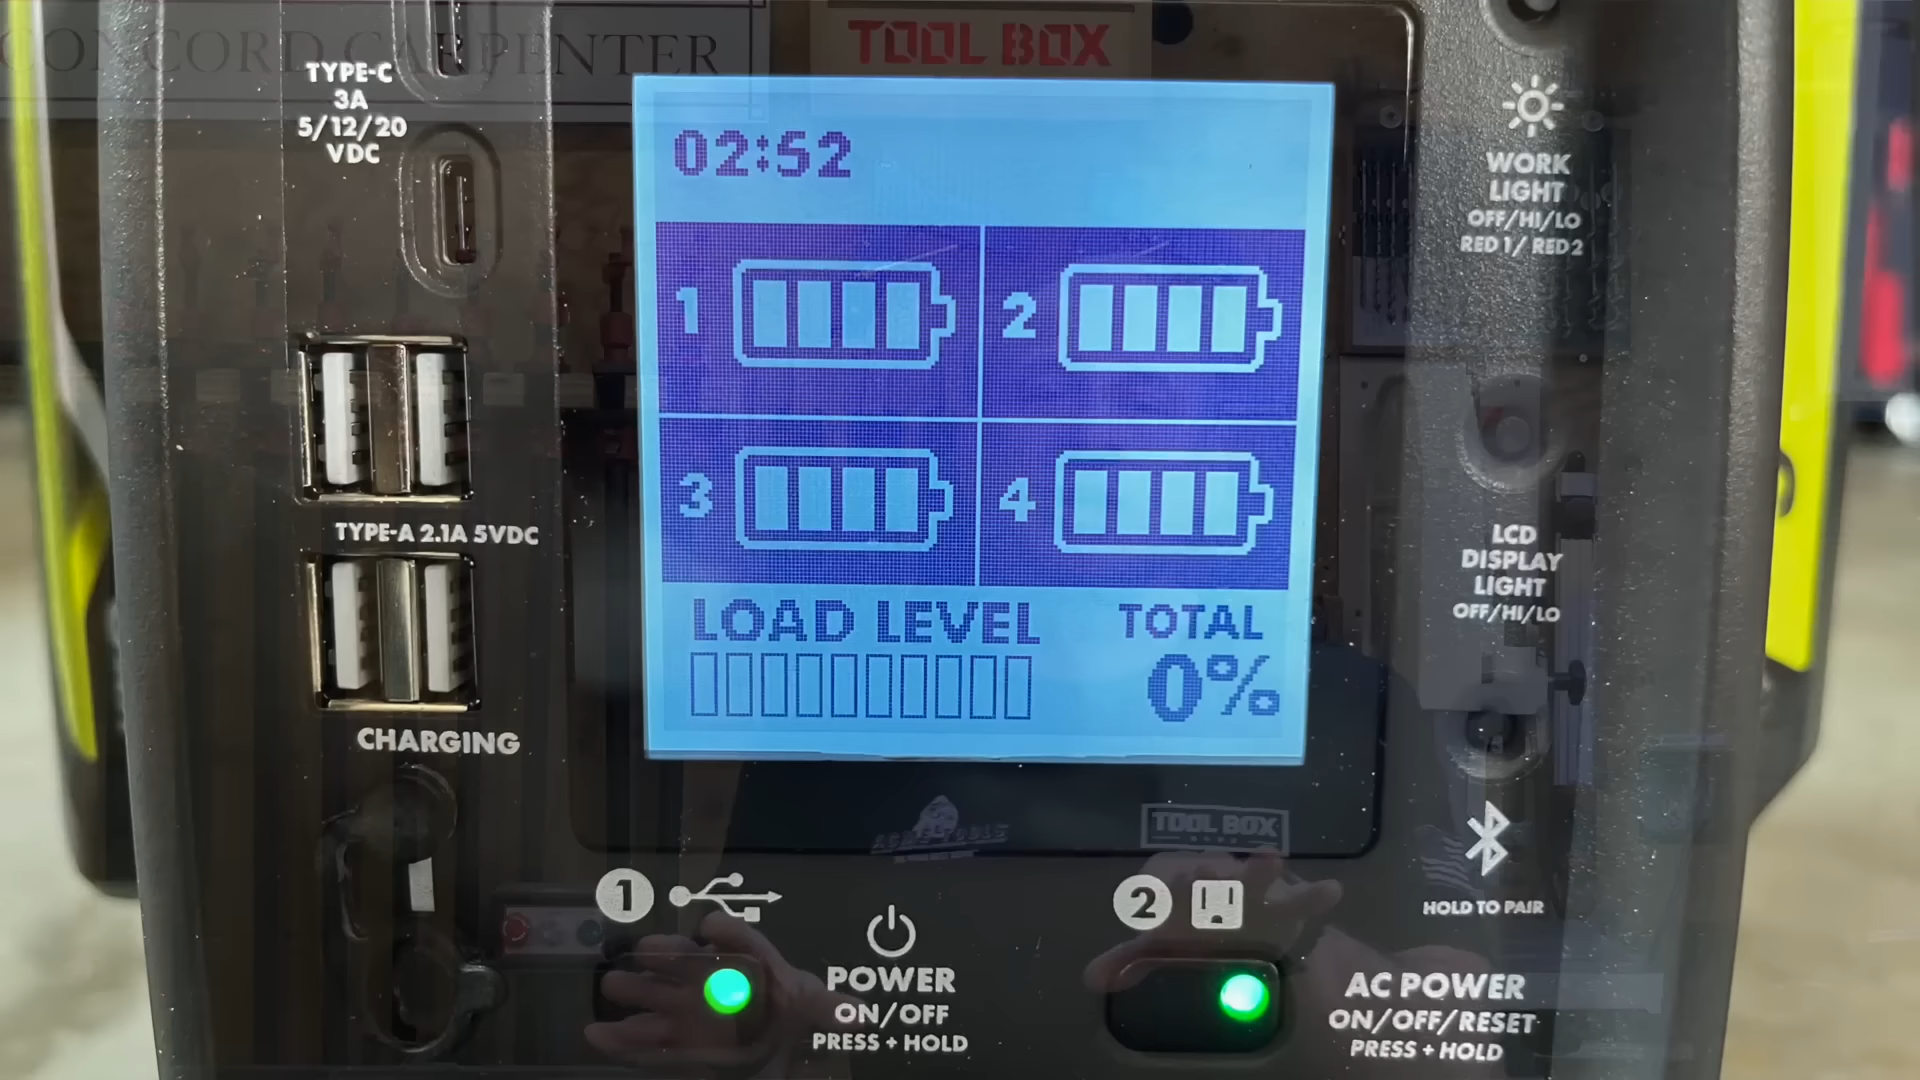 CONCORD CARPENTER
TOOL BOX
TYPE-C
3A
5/12/20
VDC
02:52
1
2
3
4
LOAD LEVEL
TOTAL
0%
WORK
LIGHT
OFF/HI/LO
RED 1/ RED 2
TYPE-A 2.1A 5VDC
LCD
DISPLAY
LIGHT
OFF/HI/LO
CHARGING
TOOL BOX
HOLD TO PAIR
1
POWER
ON/OFF
PRESS + HOLD
2
AC POWER
ON/OFF/RESET
PRESS + HOLD